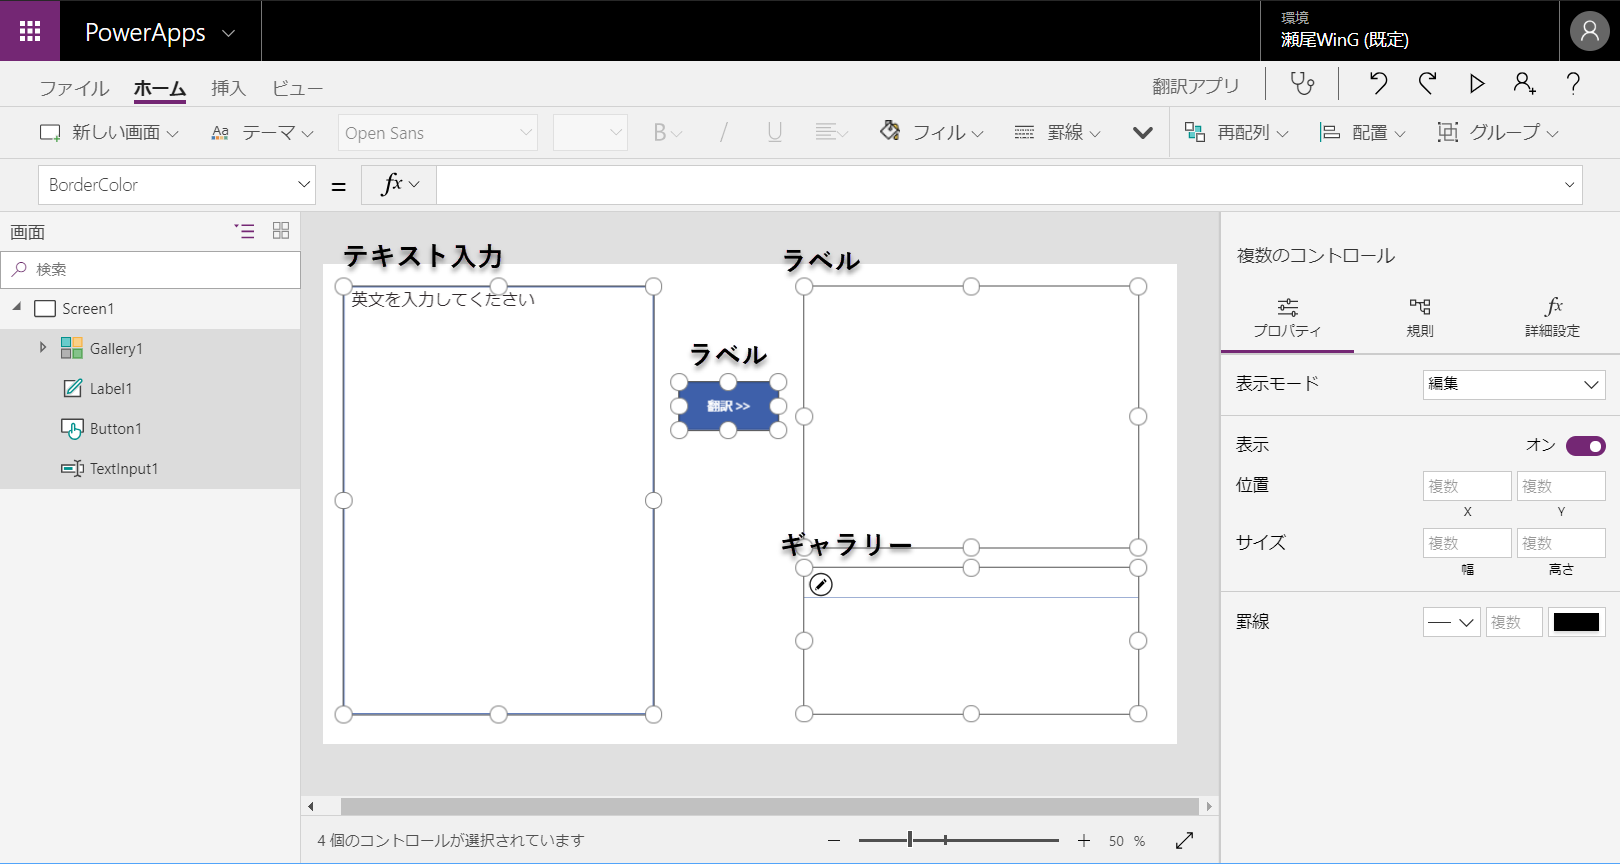 PowerApps
環境
瀬尾WinG (既定)
ファイル ホーム 挿入 ビュー
翻訳アプリ
新しい画面 テーマ Open Sans B / U フィル 罫線 再配列 配置 グループ
BorderColor = fx
画面
検索
Screen1
Gallery1
Label1
Button1
TextInput1
テキスト入力
英文を入力してください
ラベル
翻訳 >>
ラベル
ギャラリー
4 個のコントロールが選択されています
50 %
複数のコントロール
プロパティ 規則 詳細設定
表示モード 編集
表示 オン
位置 複数 複数
X Y
サイズ 複数 複数
幅 高さ
罫線 複数